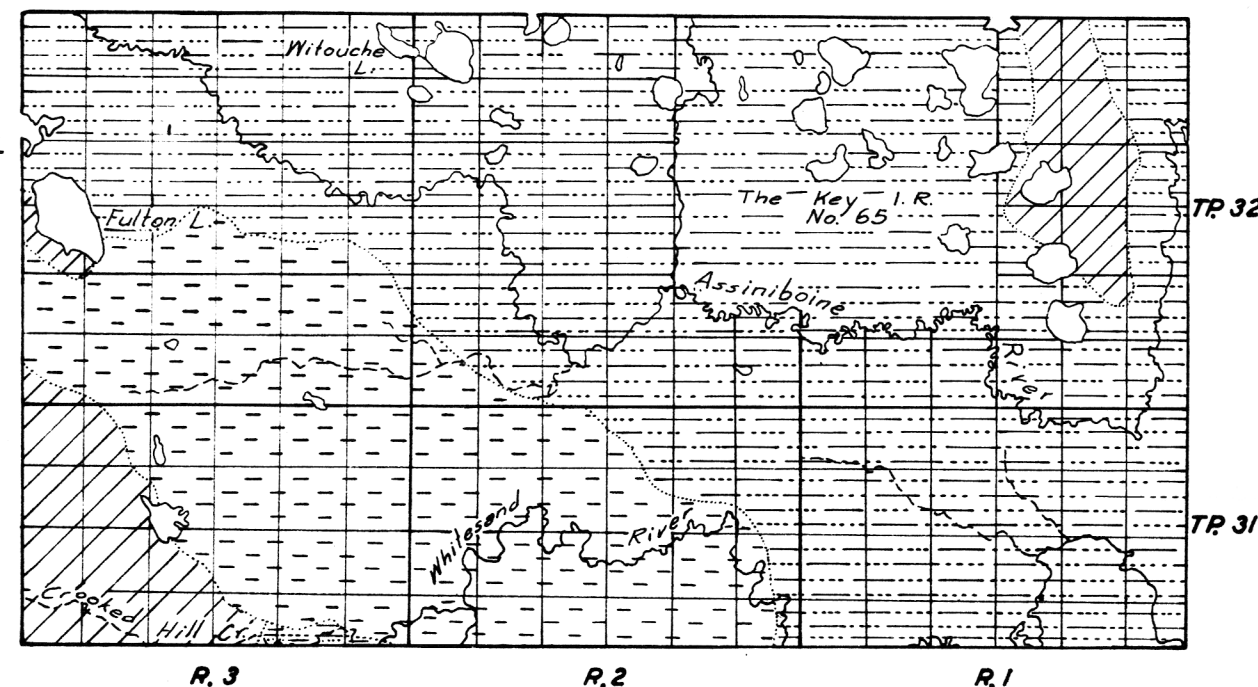 Witouche
L.
Fulton L.
The Key I.R.
No. 65
TP. 32
Assiniboine
River
Whitesand
River
TP. 31
Crooked
Hill Cr.
R. 3
R. 2
R. 1